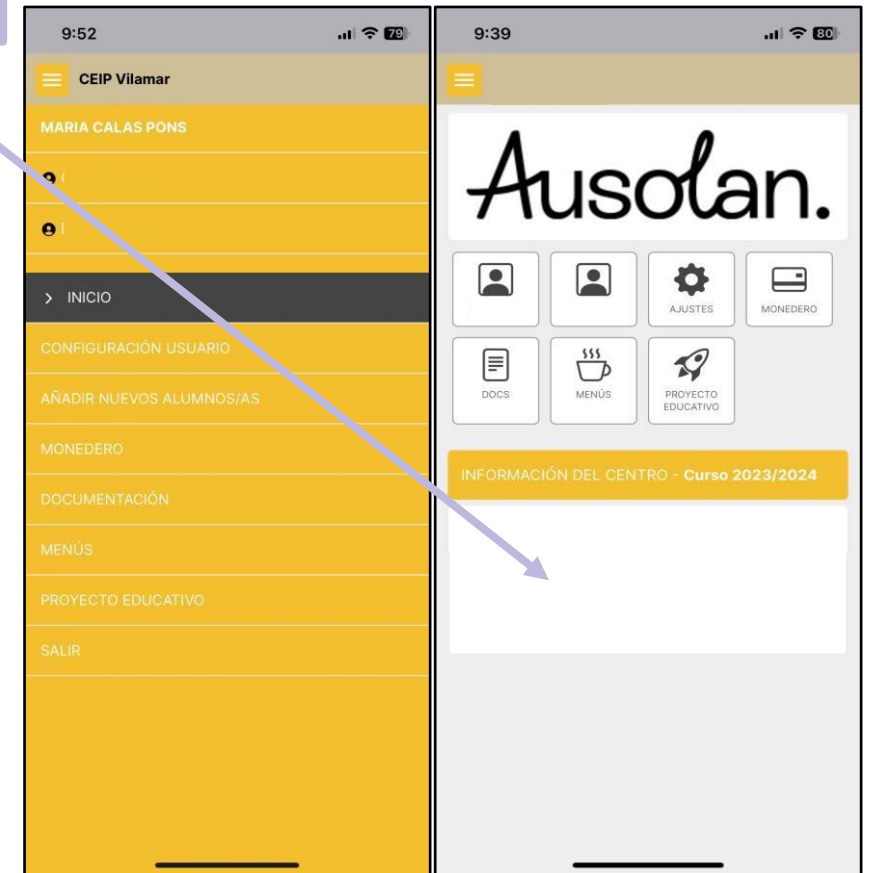 9:52
79
CEIP Vilamar
MARIA CALAS PONS
INICIO
CONFIGURACIÓN USUARIO
AÑADIR NUEVOS ALUMNOS/AS
MONEDERO
DOCUMENTACIÓN
MENÚS
PROYECTO EDUCATIVO
SALIR
9:39
80
Ausolan.
AJUSTES
MONEDERO
DOCS
MENÚS
PROYECTO
EDUCATIVO
INFORMACIÓN DEL CENTRO - Curso 2023/2024